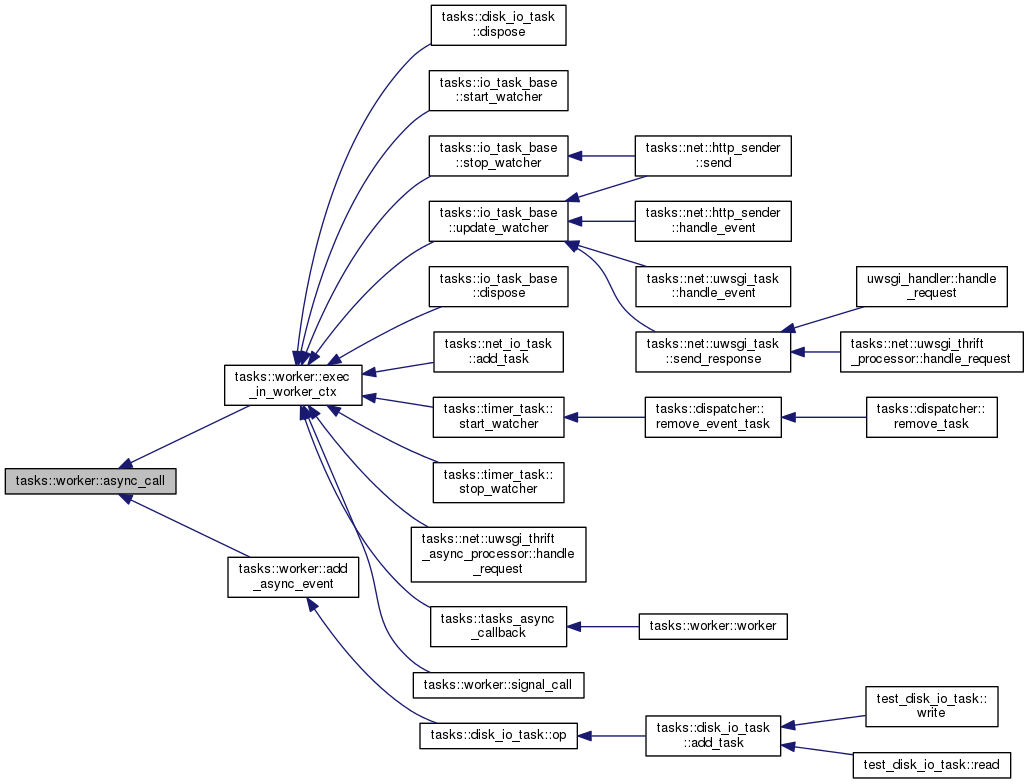 tasks::disk_io_task
::dispose
tasks::io_task_base
::start_watcher
tasks::io_task_base
::stop_watcher
tasks::net::http_sender
::send
tasks::io_task_base
::update_watcher
tasks::net::http_sender
::handle_event
tasks::io_task_base
::dispose
tasks::net::uwsgi_task
::handle_event
uwsgi_handler::handle
_request
tasks::net_io_task
::add_task
tasks::net::uwsgi_task
::send_response
tasks::net::uwsgi_thrift
_processor::handle_request
tasks::worker::exec
_in_worker_ctx
tasks::timer_task::
start_watcher
tasks::dispatcher::
remove_event_task
tasks::dispatcher::
remove_task
tasks::worker::async_call
tasks::timer_task::
stop_watcher
tasks::net::uwsgi_thrift
_async_processor::handle
_request
tasks::worker::add
_async_event
tasks::tasks_async
_callback
tasks::worker::worker
tasks::worker::signal_call
tasks::disk_io_task::op
tasks::disk_io_task
::add_task
test_disk_io_task::
write
test_disk_io_task::read